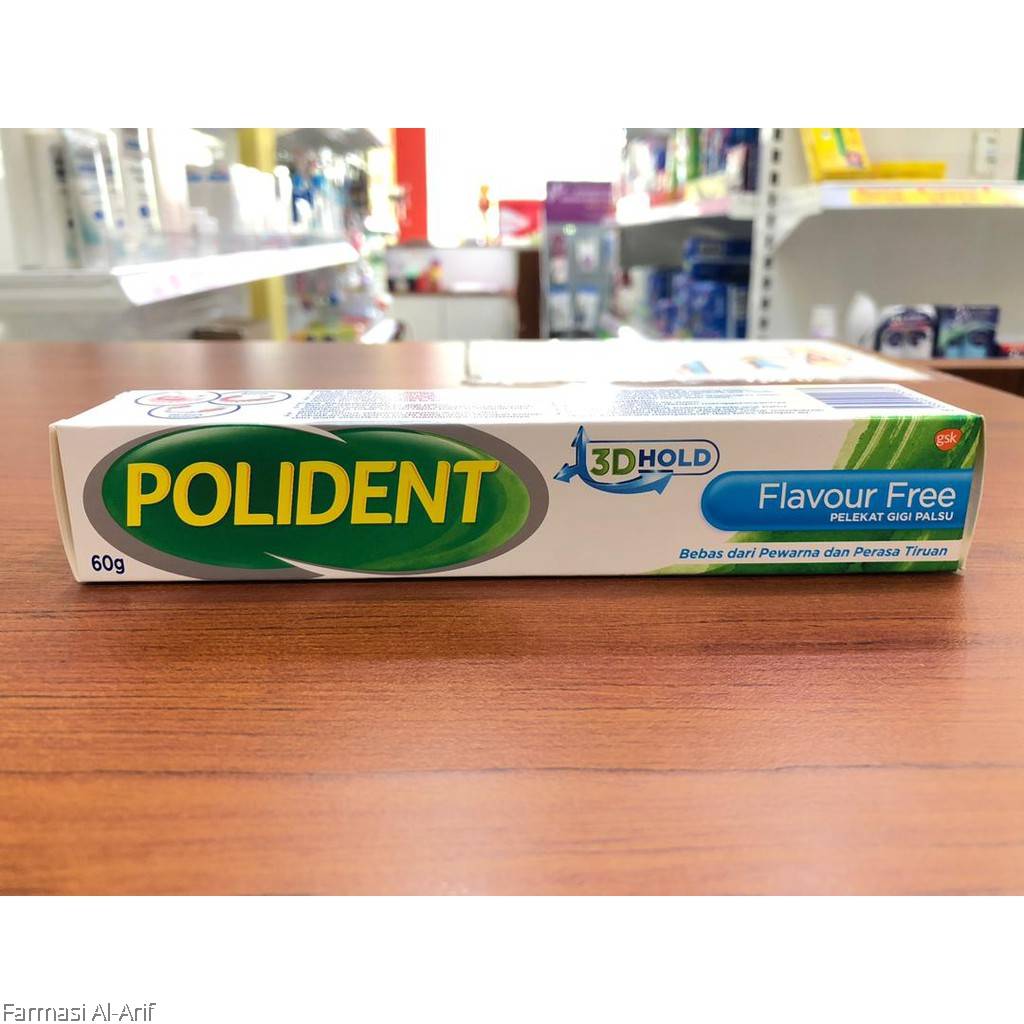 POLIDENT
60g
3D HOLD
gsk
Flavour Free
PELEKAT GIGI PALSU
Bebas dari Pewarna dan Perasa Tiruan
Farmasi Al-Arif